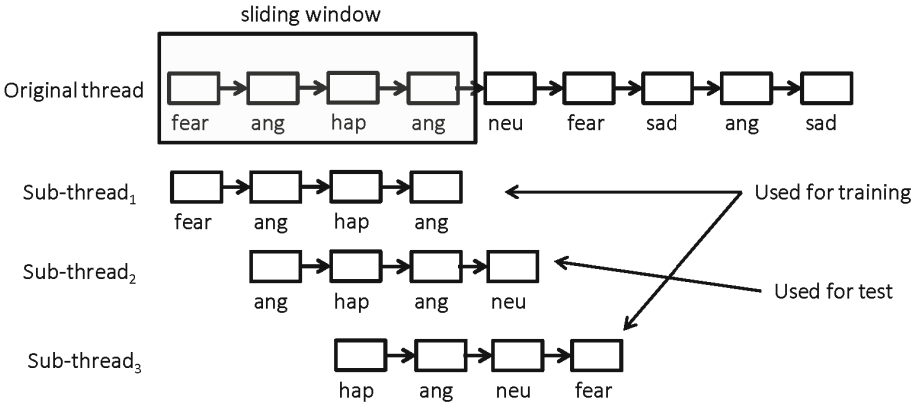 sliding window
Original thread
fear ang hap ang neu fear sad ang sad
Sub-thread₁
fear ang hap ang
Used for training
Sub-thread₂
ang hap ang neu
Used for test
Sub-thread₃
hap ang neu fear